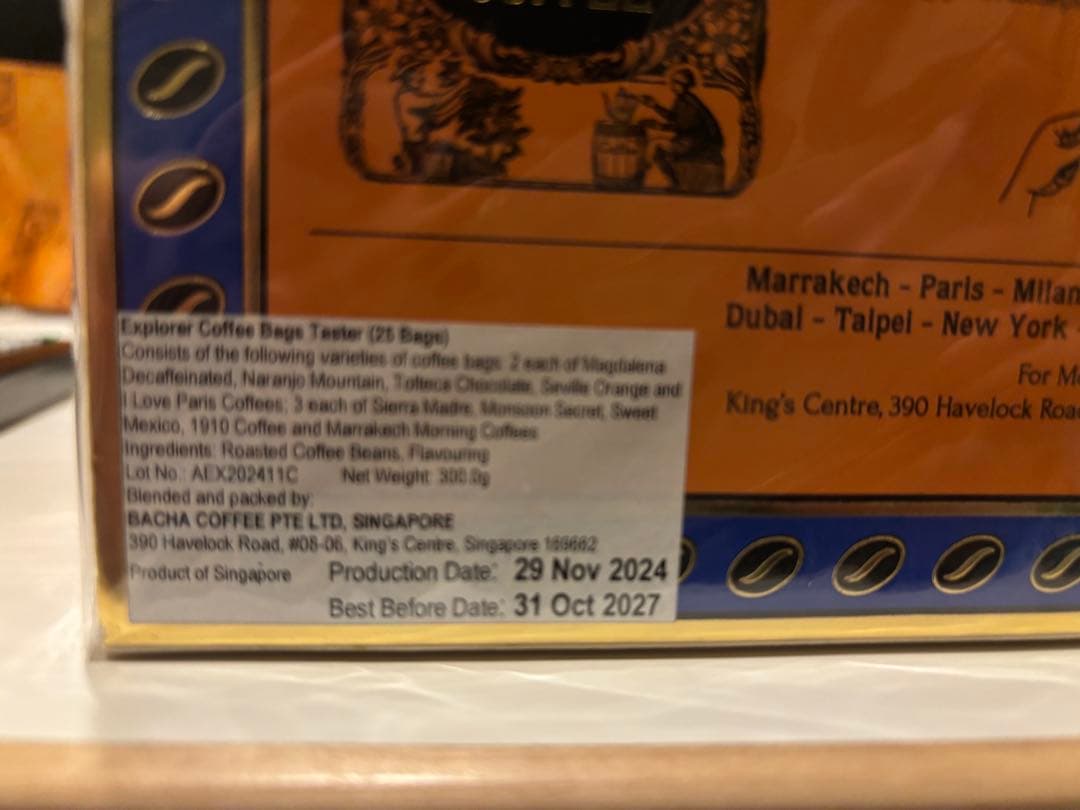 COFFEE
Marrakech - Paris - Milan
Dubai - Taipei - New York -
For Mo
King's Centre, 390 Havelock Road
Explorer Coffee Bags Taster (25 Bags)
Consists of the following varieties of coffee bags: 2 each of Magdalena
Decaffeinated, Naranjo Mountain, Tolteca Chocolate, Seville Orange and
I Love Paris Coffees; 3 each of Sierra Madre, Monsoon Secret, Sweet
Mexico, 1910 Coffee and Marrakech Morning Coffees
Ingredients: Roasted Coffee Beans, Flavouring
Lot No.: AEX202411C Net Weight: 300.0g
Blended and packed by:
BACHA COFFEE PTE LTD, SINGAPORE
390 Havelock Road, #08-06, King's Centre, Singapore 169662
Product of Singapore Production Date: 29 Nov 2024
Best Before Date: 31 Oct 2027